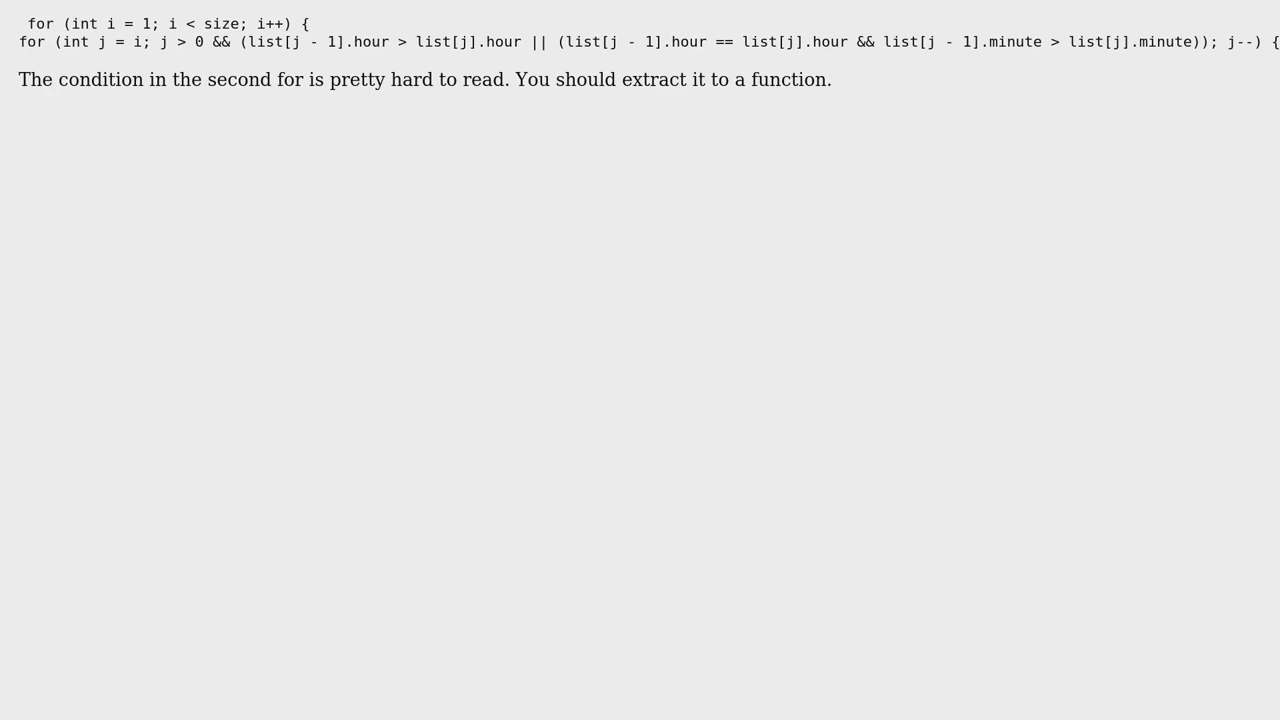 for (int i = 1; i < size; i++) {
for (int j = i; j > 0 && (list[j - 1].hour > list[j].hour || (list[j - 1].hour == list[j].hour && list[j - 1].minute > list[j].minute)); j--) {
The condition in the second for is pretty hard to read. You should extract it to a function.